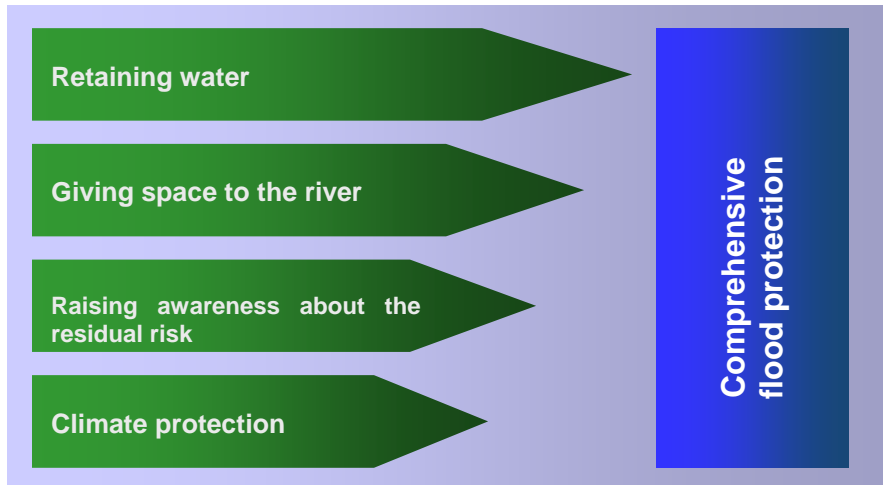 Retaining water
Giving space to the river
Raising awareness about the
residual risk
Climate protection
Comprehensive
flood protection